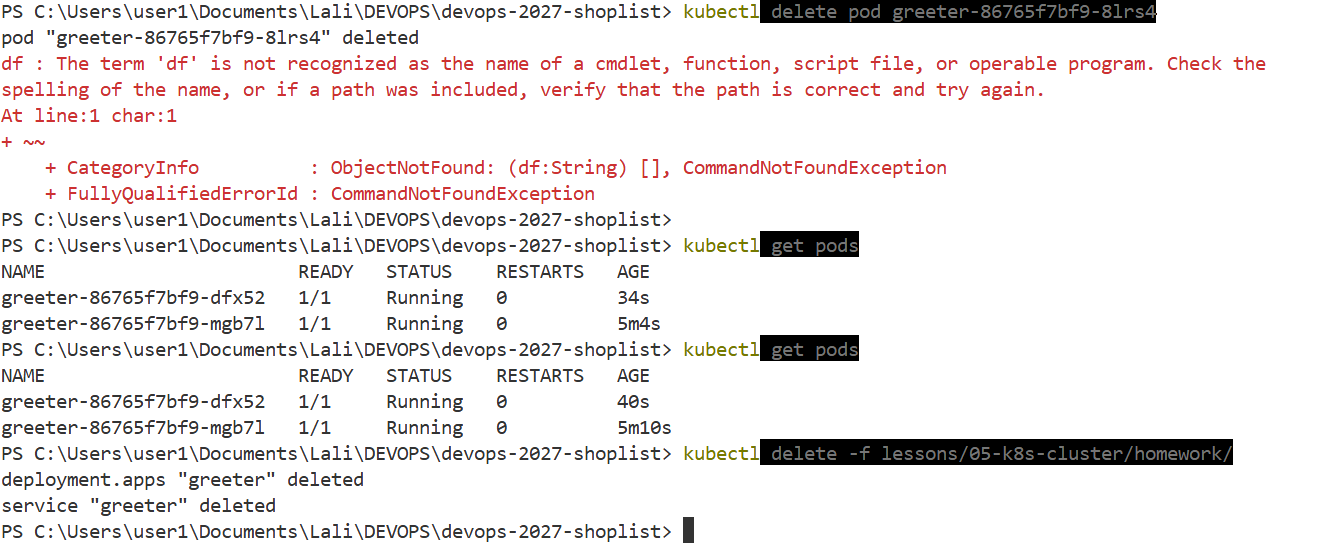 PS C:\Users\user1\Documents\Lali\DEVOPS\devops-2027-shoplist> kubectl delete pod greeter-86765f7bf9-8lrs4
pod "greeter-86765f7bf9-8lrs4" deleted
df : The term 'df' is not recognized as the name of a cmdlet, function, script file, or operable program. Check the
spelling of the name, or if a path was included, verify that the path is correct and try again.
At line:1 char:1
+ ~~
    + CategoryInfo          : ObjectNotFound: (df:String) [], CommandNotFoundException
    + FullyQualifiedErrorId : CommandNotFoundException
PS C:\Users\user1\Documents\Lali\DEVOPS\devops-2027-shoplist>
PS C:\Users\user1\Documents\Lali\DEVOPS\devops-2027-shoplist> kubectl get pods
NAME                       READY   STATUS    RESTARTS   AGE
greeter-86765f7bf9-dfx52   1/1     Running   0          34s
greeter-86765f7bf9-mgb7l   1/1     Running   0          5m4s
PS C:\Users\user1\Documents\Lali\DEVOPS\devops-2027-shoplist> kubectl get pods
NAME                       READY   STATUS    RESTARTS   AGE
greeter-86765f7bf9-dfx52   1/1     Running   0          40s
greeter-86765f7bf9-mgb7l   1/1     Running   0          5m10s
PS C:\Users\user1\Documents\Lali\DEVOPS\devops-2027-shoplist> kubectl delete -f lessons/05-k8s-cluster/homework/
deployment.apps "greeter" deleted
service "greeter" deleted
PS C:\Users\user1\Documents\Lali\DEVOPS\devops-2027-shoplist>